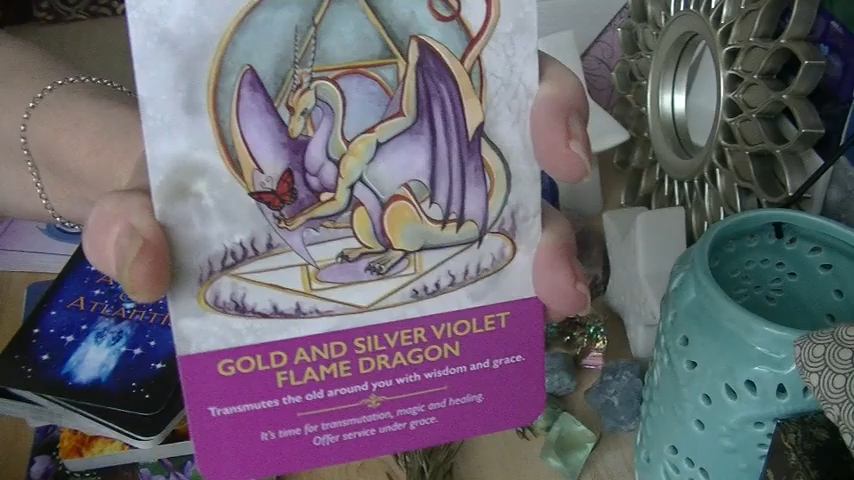 GOLD AND SILVER VIOLET
FLAME DRAGON
Transmutes the old around you with wisdom and grace.
It's time for transmutation, magic and healing.
Offer service under grace.
ATLANTI